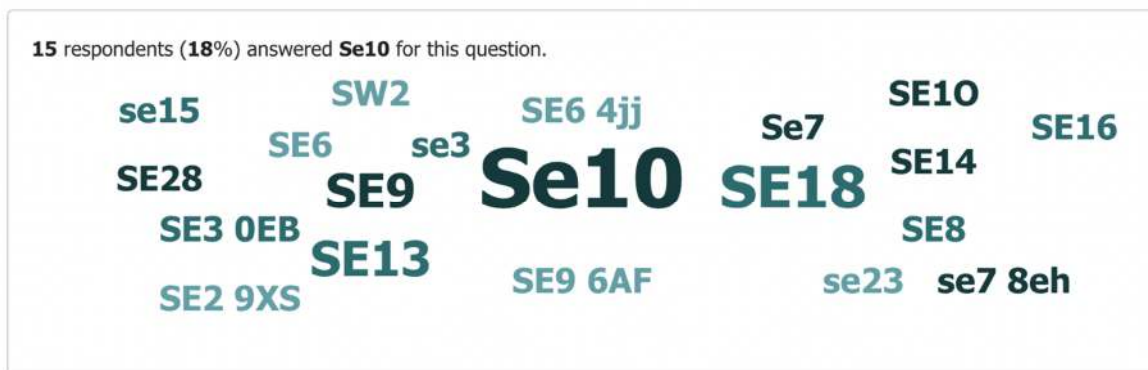 15 respondents (18%) answered Se10 for this question.
SW2 SE1O
se15 SE6 4jj Se7 SE16
SE6 se3
SE28 SE9 Se10 SE18 SE14
SE3 0EB SE8
SE13
SE2 9XS SE9 6AF se23 se7 8eh